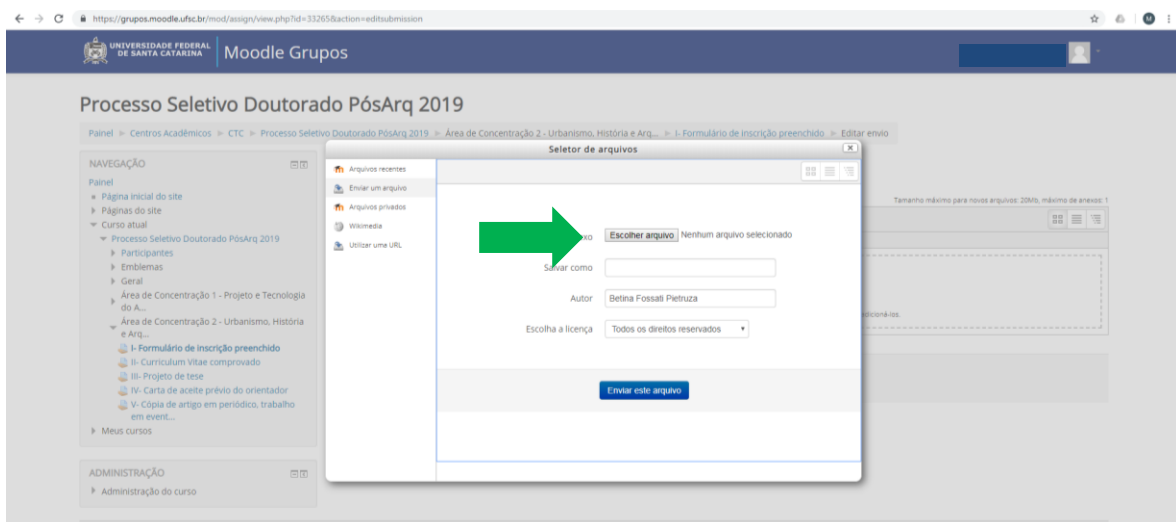 https://grupos.moodle.ufsc.br/mod/assign/view.php?id=33265&action=editsubmission
M
UNIVERSIDADE FEDERAL
DE SANTA CATARINA
Moodle Grupos
Processo Seletivo Doutorado PósArq 2019
Painel Centros Acadêmicos CTC Processo Seletivo Doutorado PósArq 2019 Área de Concentração 2 - Urbanismo, História e Arq... I- Formulário de inscrição preenchido Editar envio
NAVEGAÇÃO
Painel
Página inicial do site
Páginas do site
Curso atual
Processo Seletivo Doutorado PósArq 2019
Participantes
Emblemas
Geral
Área de Concentração 1 - Projeto e Tecnologia
do A...
Área de Concentração 2 - Urbanismo, História
e Arq...
I- Formulário de inscrição preenchido
II- Curriculum Vitae comprovado
III- Projeto de tese
IV- Carta de aceite prévio do orientador
V- Cópia de artigo em periódico, trabalho
em event...
Meus cursos
ADMINISTRAÇÃO
Administração do curso
Seletor de arquivos
Arquivos recentes
Enviar um arquivo
Arquivos privados
Wikimedia
Utilizar uma URL
xo Escolher arquivo Nenhum arquivo selecionado
Salvar como
Autor Betina Fossati Pietruza
Escolha a licença Todos os direitos reservados
Enviar este arquivo
Tamanho máximo para novos arquivos: 20Mb, máximo de anexos: 1
adicioná-los.